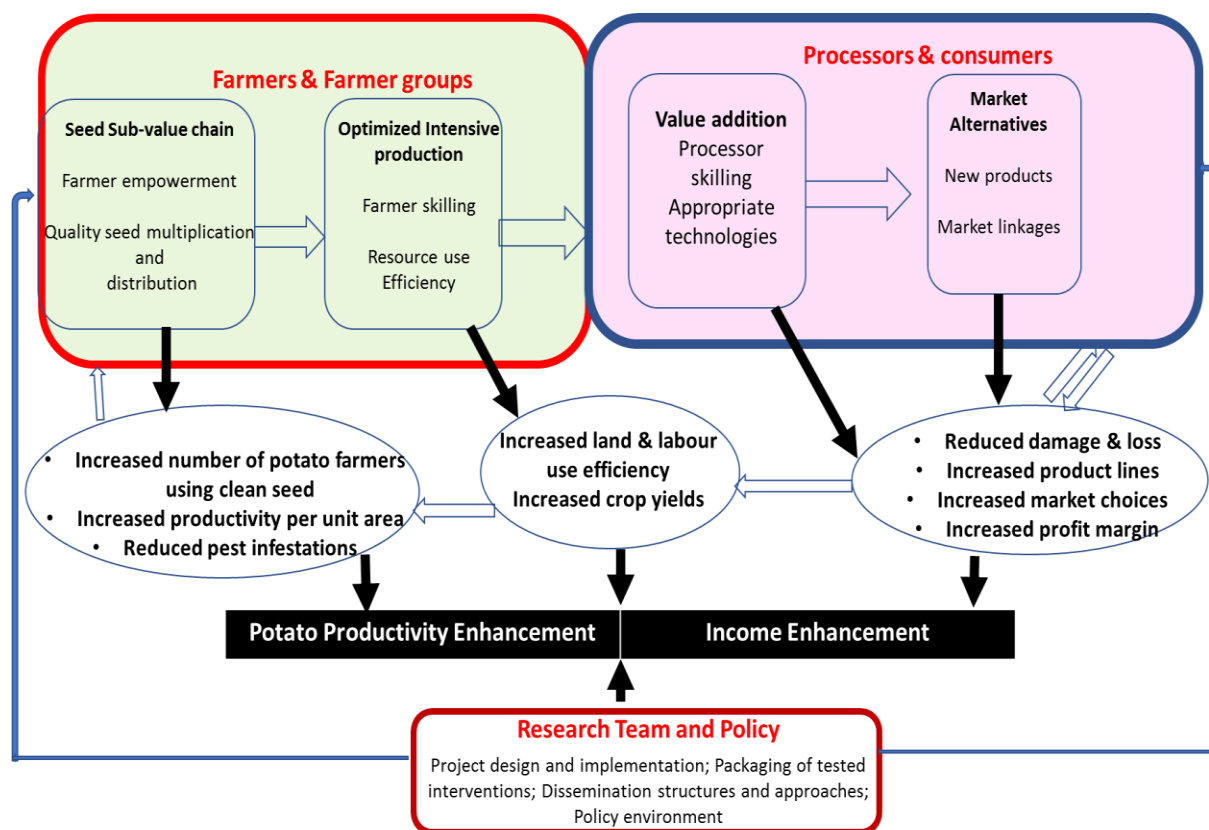 Farmers & Farmer groups
Seed Sub-value chain
Farmer empowerment
Quality seed multiplication
and
distribution
Optimized Intensive
production
Farmer skilling
Resource use
Efficiency
Processors & consumers
Value addition
Processor
skilling
Appropriate
technologies
Market
Alternatives
New products
Market linkages
• Increased number of potato farmers
using clean seed
• Increased productivity per unit area
• Reduced pest infestations
Increased land & labour
use efficiency
Increased crop yields
• Reduced damage & loss
• Increased product lines
• Increased market choices
• Increased profit margin
Potato Productivity Enhancement
Income Enhancement
Research Team and Policy
Project design and implementation; Packaging of tested
interventions; Dissemination structures and approaches;
Policy environment